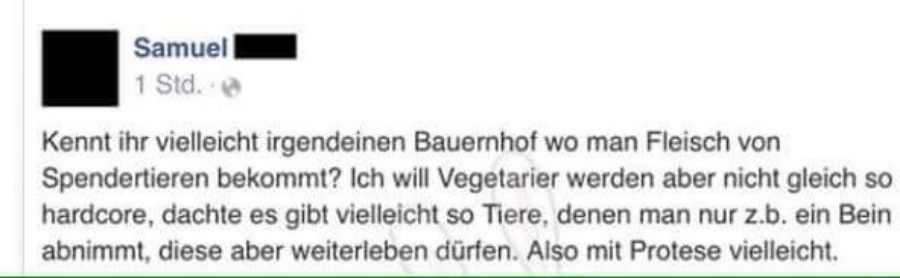 Samuel
1 Std. ·
Kennt ihr vielleicht irgendeinen Bauernhof wo man Fleisch von
Spendertieren bekommt? Ich will Vegetarier werden aber nicht gleich so
hardcore, dachte es gibt vielleicht so Tiere, denen man nur z.b. ein Bein
abnimmt, diese aber weiterleben dürfen. Also mit Protese vielleicht.